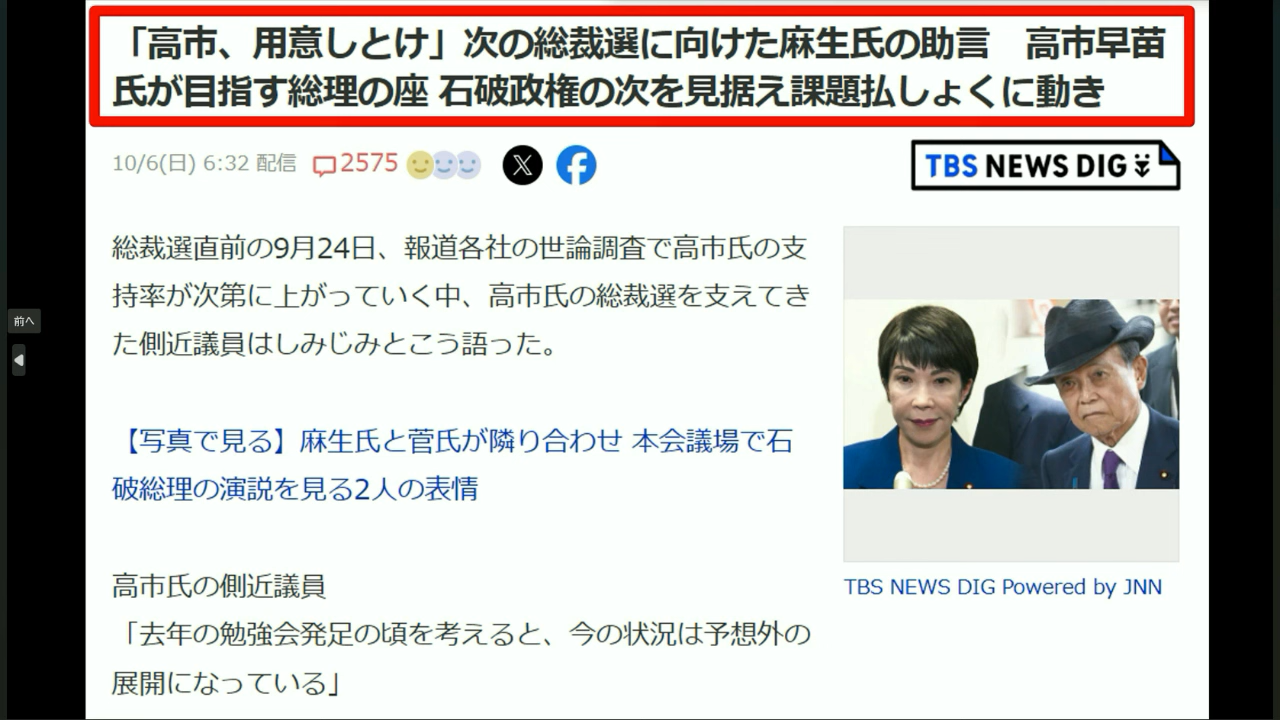 「高市、用意しとけ」次の総裁選に向けた麻生氏の助言　高市早苗
氏が目指す総理の座 石破政権の次を見据え課題払しょくに動き
10/6(日) 6:32 配信 2575
TBS NEWS DIG
総裁選直前の9月24日、報道各社の世論調査で高市氏の支
持率が次第に上がっていく中、高市氏の総裁選を支えてき
た側近議員はしみじみとこう語った。
前へ
【写真で見る】麻生氏と菅氏が隣り合わせ 本会議場で石
破総理の演説を見る2人の表情
TBS NEWS DIG Powered by JNN
高市氏の側近議員
「去年の勉強会発足の頃を考えると、今の状況は予想外の
展開になっている」